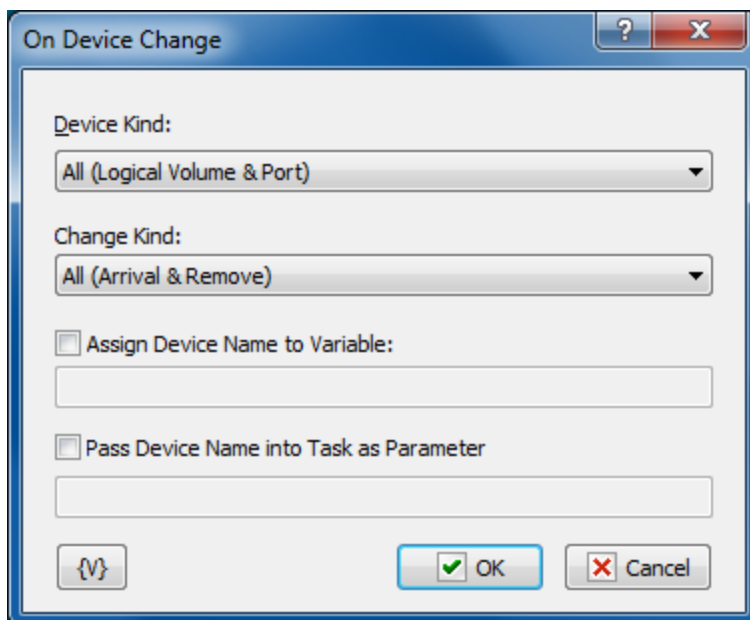 On Device Change
?
Device Kind:
All (Logical Volume & Port)
Change Kind:
All (Arrival & Remove)
Assign Device Name to Variable:
Pass Device Name into Task as Parameter
{V} OK Cancel